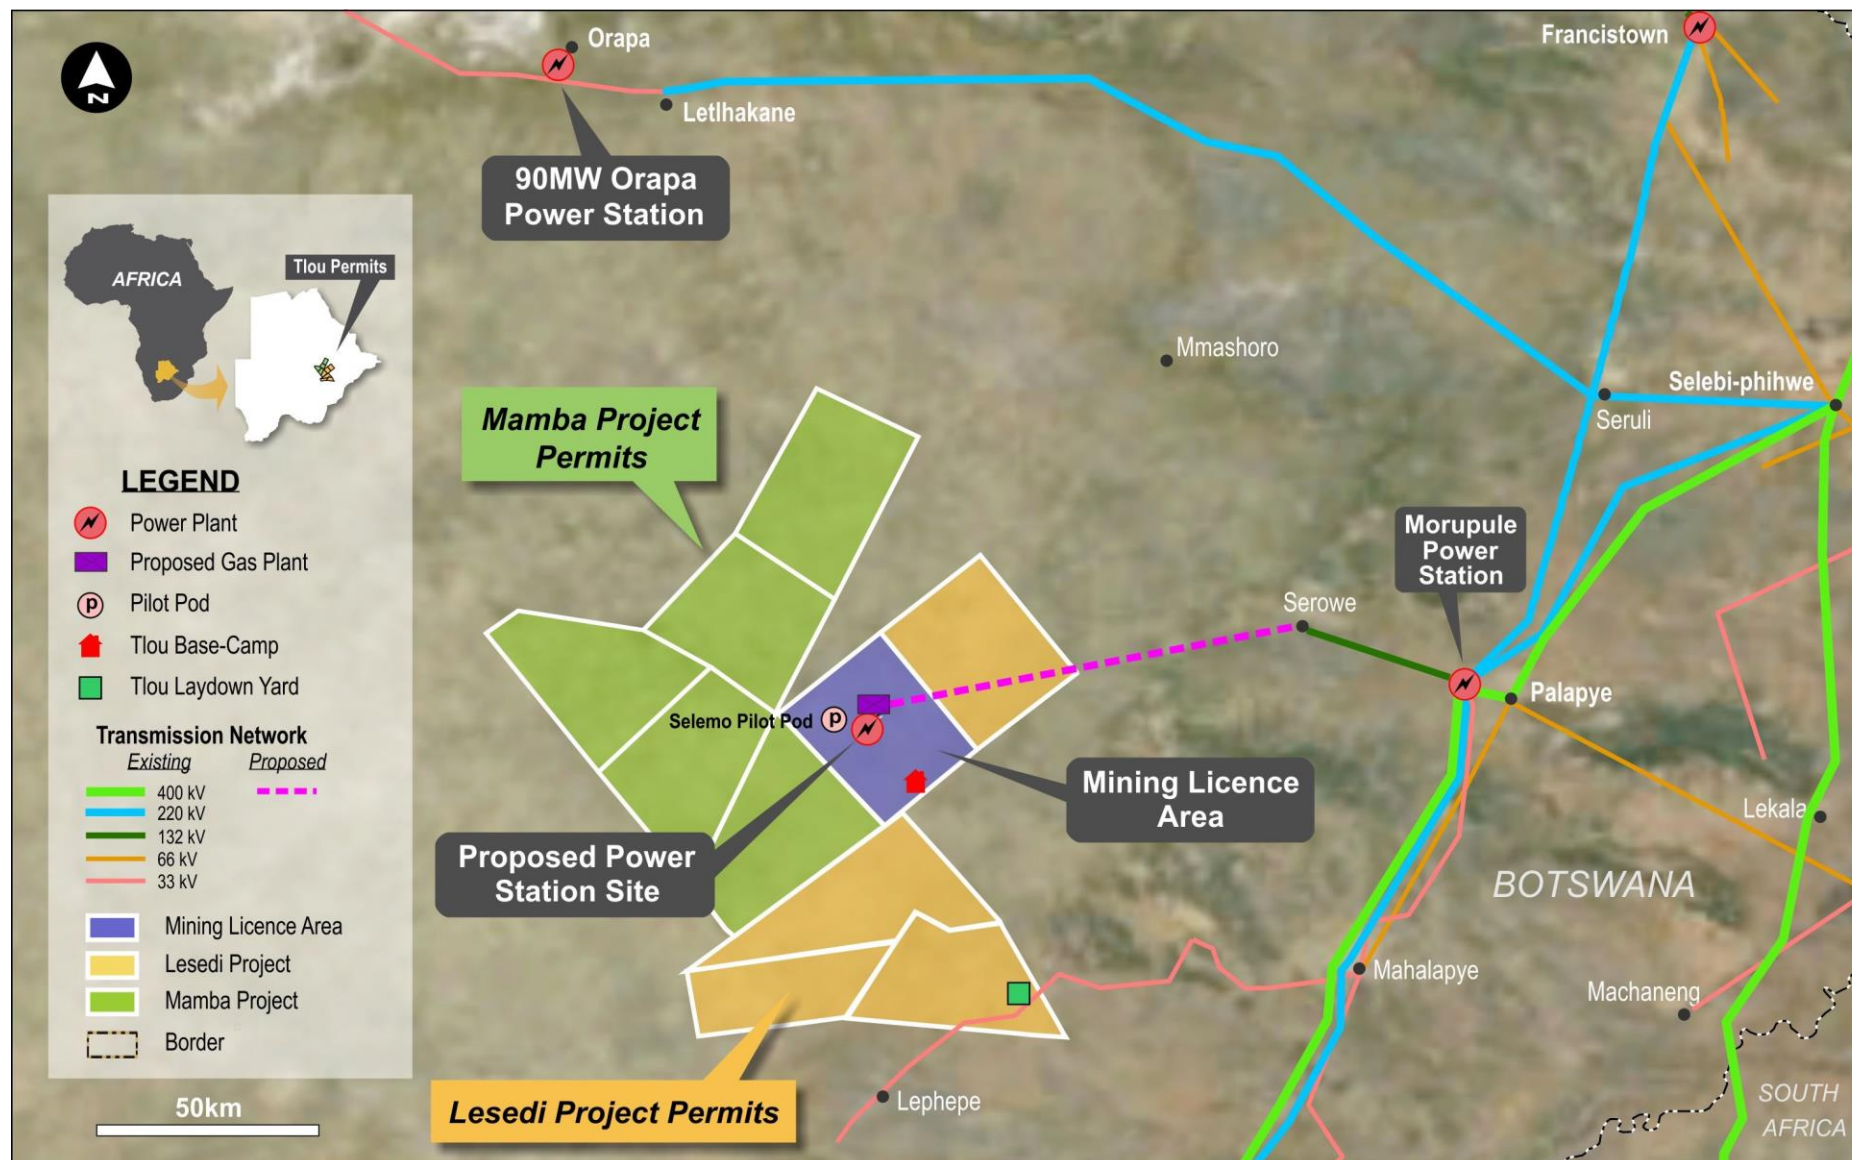 Orapa
Letlhakane
Francistown
90MW Orapa
Power Station
N
AFRICA
Tlou Permits
Mmashoro
Selebi-phihwe
Seruli
Mamba Project
Permits
LEGEND
Power Plant
Proposed Gas Plant
p
Pilot Pod
Tlou Base-Camp
Tlou Laydown Yard
Transmission Network
Existing
Proposed
400 kV
220 kV
132 kV
66 kV
33 kV
Mining Licence Area
Lesedi Project
Mamba Project
Border
50km
Morupule
Power
Station
Serowe
Palapye
Selemo Pilot Pod
p
Mining Licence
Area
Proposed Power
Station Site
Lekala
BOTSWANA
Mahalapye
Machaneng
Lephepe
Lesedi Project Permits
SOUTH
AFRICA